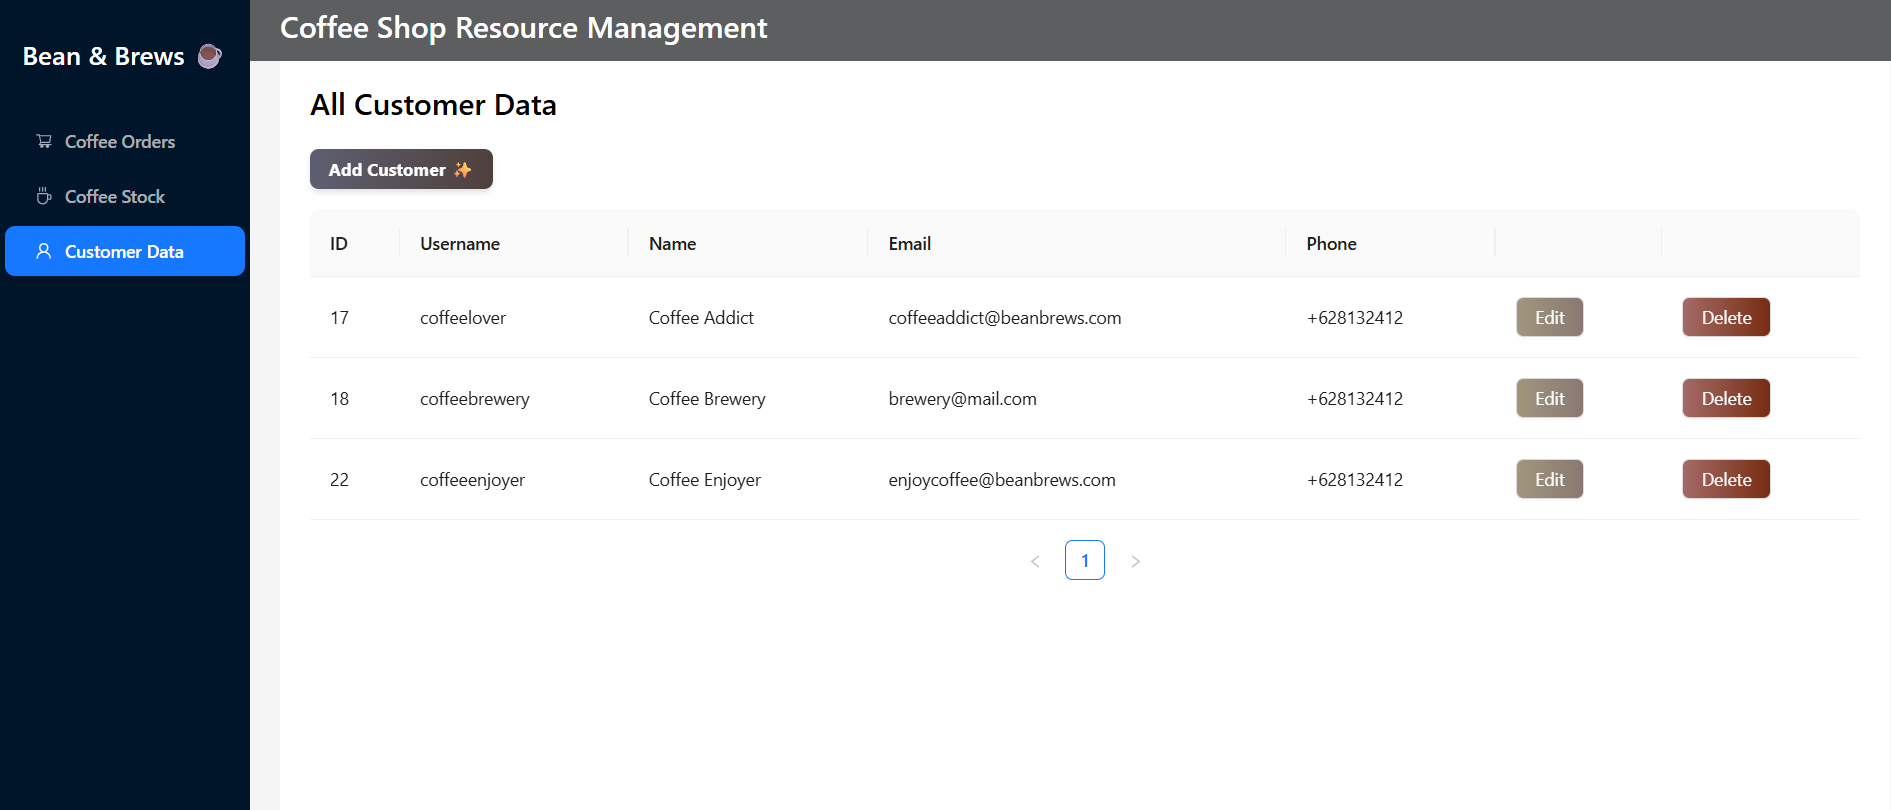 Bean & Brews
Coffee Orders
Coffee Stock
Customer Data
Coffee Shop Resource Management
All Customer Data
Add Customer ✨
ID Username Name Email Phone
17 coffeelover Coffee Addict coffeeaddict@beanbrews.com +628132412 Edit Delete
18 coffeebrewery Coffee Brewery brewery@mail.com +628132412 Edit Delete
22 coffeeenjoyer Coffee Enjoyer enjoycoffee@beanbrews.com +628132412 Edit Delete
< 1 >